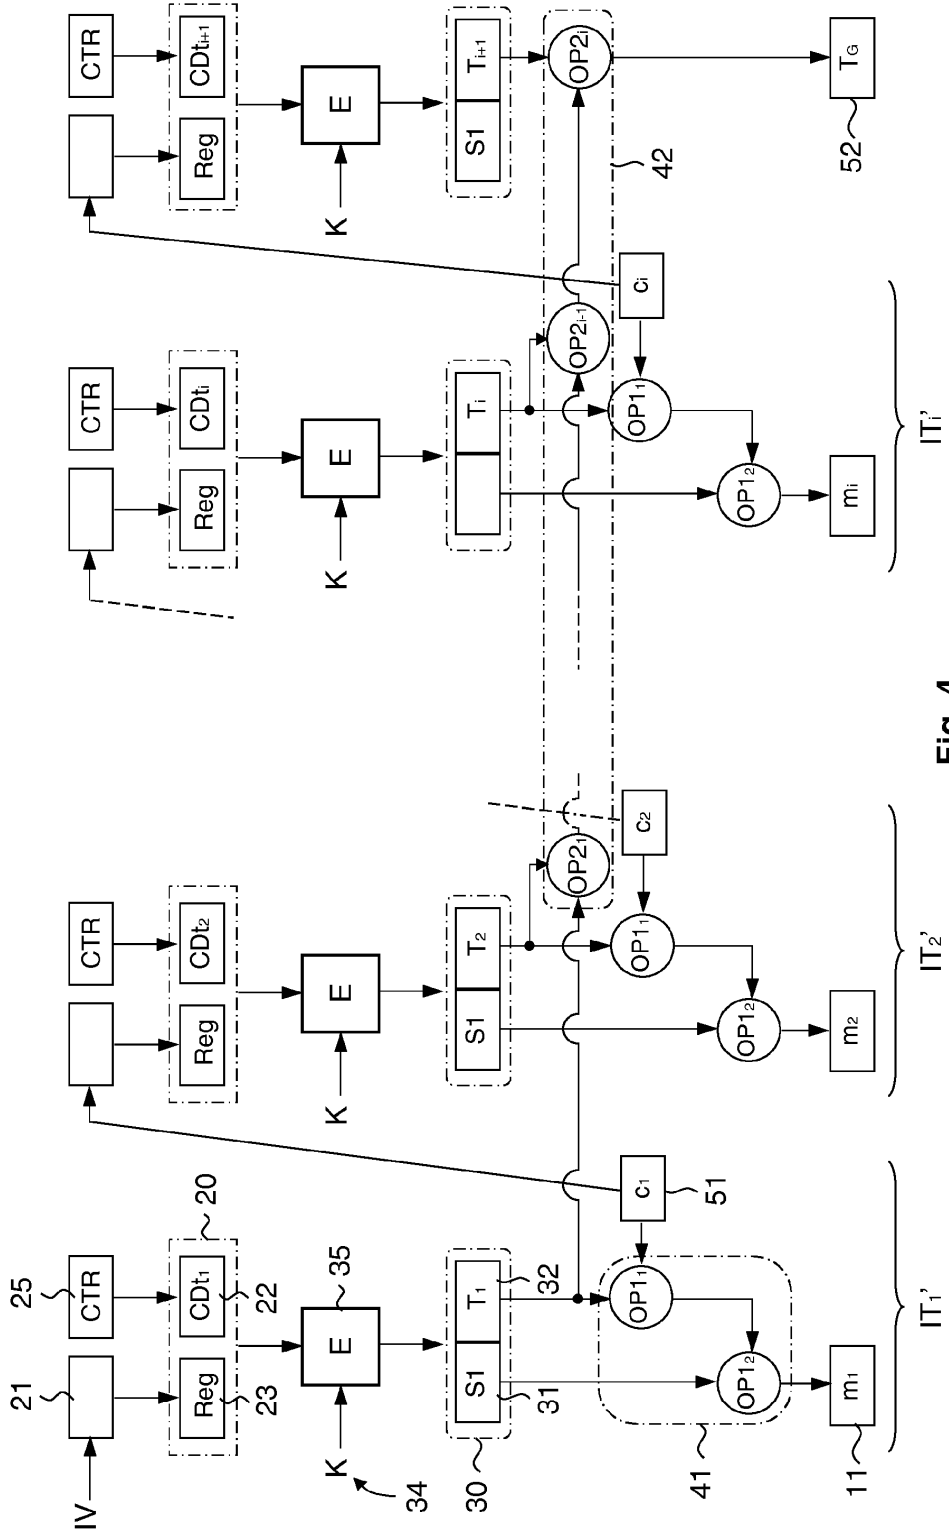 21 25
IV CTR CTR CTR CTR
Reg CDt₁ 20 Reg CDt₂ Reg CDtᵢ Reg CDtᵢ₊₁
23 22
K E 35 K E K E K E
34
30 S1 T₁ S1 T₂ Tᵢ S1 Tᵢ₊₁
31 32
OP2₁ OP2ᵢ₋₁ OP2ᵢ
OP1₁ c₁ OP1₁ c₂ OP1₁ cᵢ 42
41 51
OP1₂ OP1₂ OP1₂
m₁ m₂ mᵢ T_G
11 52
IT₁' IT₂' ITᵢ'
Fig. 4